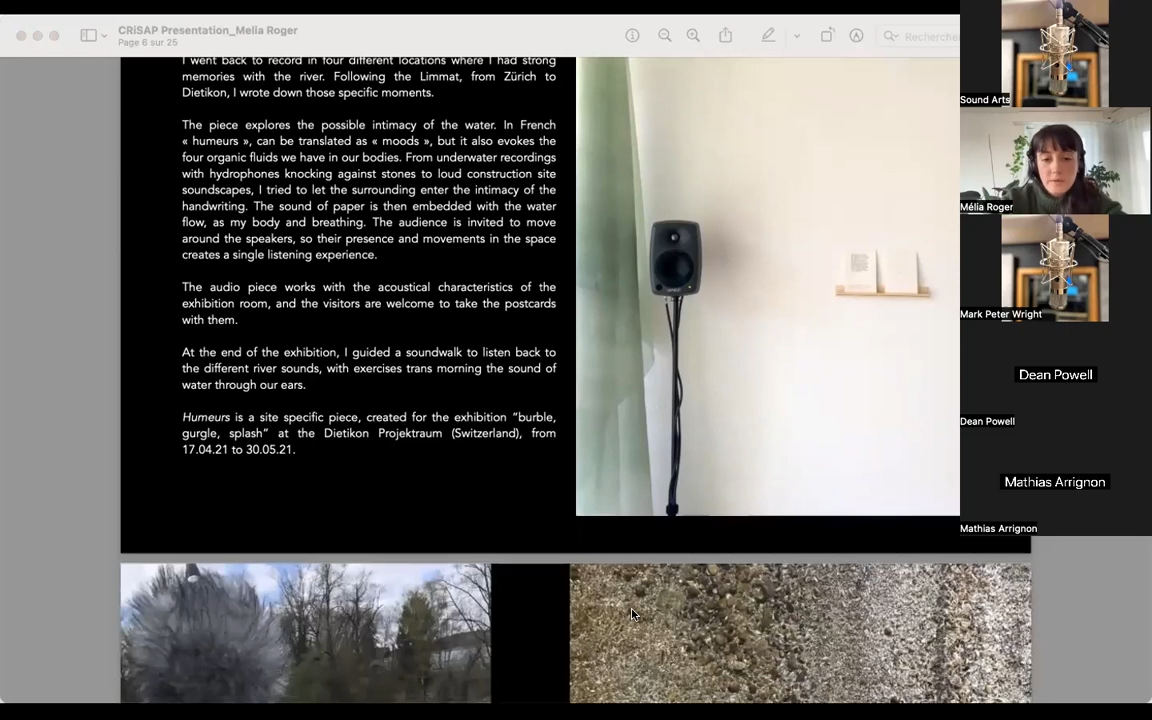 CRiSAP Presentation_Melia Roger
Page 6 sur 25
Rechercher
I went back to record in four different locations where I had strong
memories with the river. Following the Limmat, from Zürich to
Dietikon, I wrote down those specific moments.
The piece explores the possible intimacy of the water. In French
« humeurs », can be translated as « moods », but it also evokes the
four organic fluids we have in our bodies. From underwater recordings
with hydrophones knocking against stones to loud construction site
soundscapes, I tried to let the surrounding enter the intimacy of the
handwriting. The sound of paper is then embedded with the water
flow, as my body and breathing. The audience is invited to move
around the speakers, so their presence and movements in the space
creates a single listening experience.
The audio piece works with the acoustical characteristics of the
exhibition room, and the visitors are welcome to take the postcards
with them.
At the end of the exhibition, I guided a soundwalk to listen back to
the different river sounds, with exercises trans morning the sound of
water through our ears.
Humeurs is a site specific piece, created for the exhibition “burble,
gurgle, splash” at the Dietikon Projektraum (Switzerland), from
17.04.21 to 30.05.21.
Sound Arts
Mélia Roger
Mark Peter Wright
Dean Powell
Dean Powell
Mathias Arrignon
Mathias Arrignon